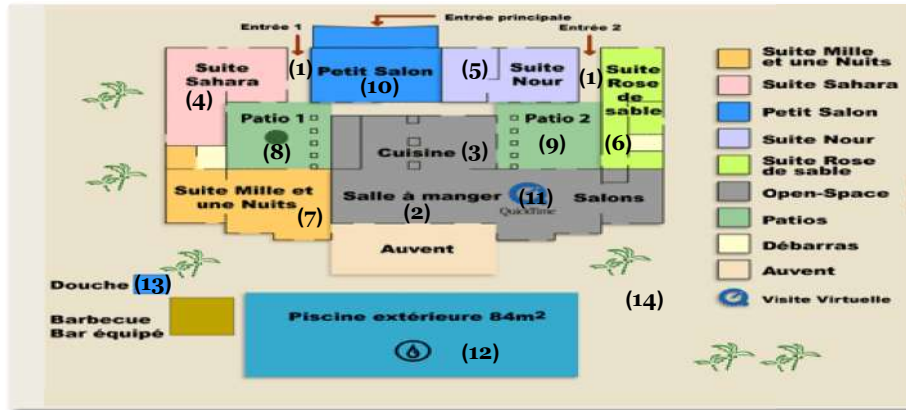 Entrée principale
Entrée 1
Entrée 2
Suite
Sahara
(4)
(1)
Petit Salon
(10)
(5)
Suite
Nour
(1)
Suite
Rose
de
sable
(6)
Patio 1
(8)
Cuisine (3)
Patio 2
(9)
Suite Mille et
une Nuits
(7)
Salle à manger
(2)
(11)
QuickTime
Salons
Auvent
Douche (13)
Barbecue
Bar équipé
Piscine extérieure 84m²
(12)
(14)
Suite Mille
et une Nuits
Suite Sahara
Petit Salon
Suite Nour
Suite Rose
de sable
Open-Space
Patios
Débarras
Auvent
Visite Virtuelle